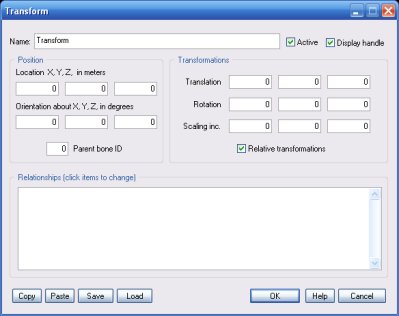 Transform
Name: Transform Active Display handle
Position Transformations
Location X, Y, Z, in meters
0 0 0 Translation 0 0 0
Orientation about X, Y, Z, in degrees Rotation 0 0 0
0 0 0 Scaling inc. 0 0 0
0 Parent bone ID Relative transformations
Relationships (click items to change)
Copy Paste Save Load OK Help Cancel